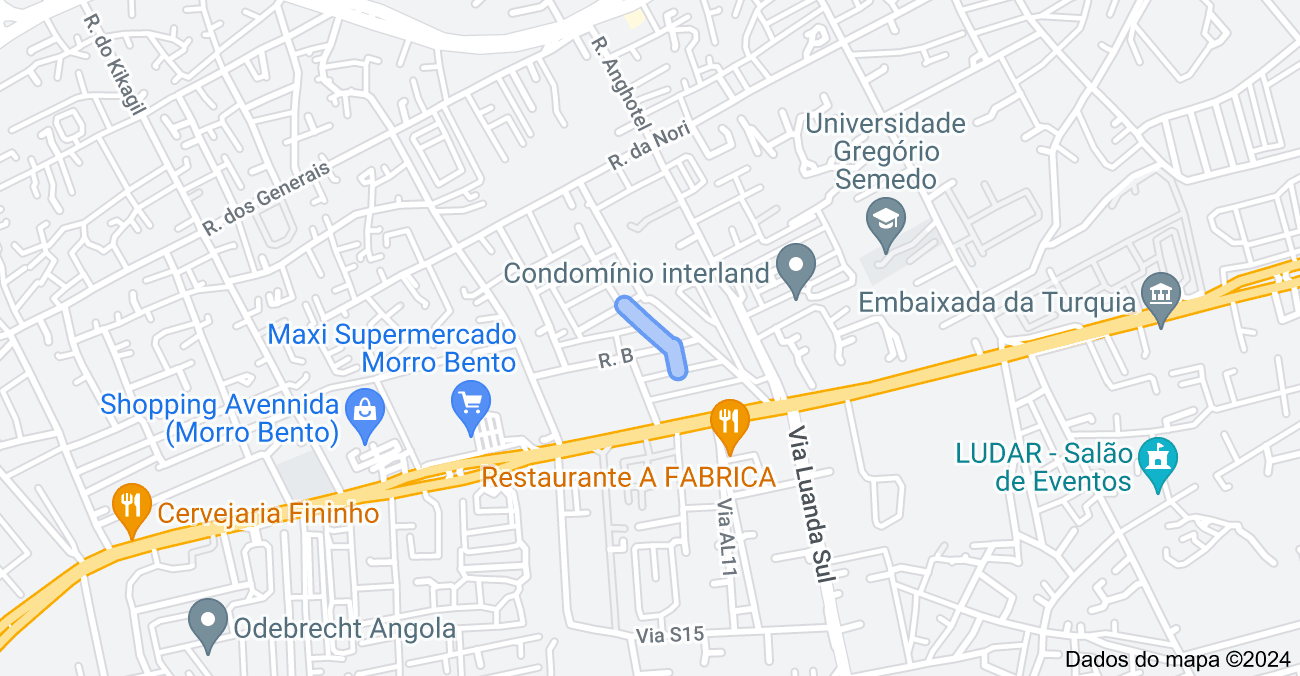 R. do Kikagil
R. Anghotel
R. da Nori
R. dos Generais
Universidade
Gregório
Semedo
Condomínio interland
Embaixada da Turquia
Maxi Supermercado
Morro Bento
R. B
Shopping Avennida
(Morro Bento)
Restaurante A FABRICA
Via Luanda Sul
LUDAR - Salão
de Eventos
Cervejaria Fininho
Via AL11
Odebrecht Angola
Via S15
Dados do mapa ©2024